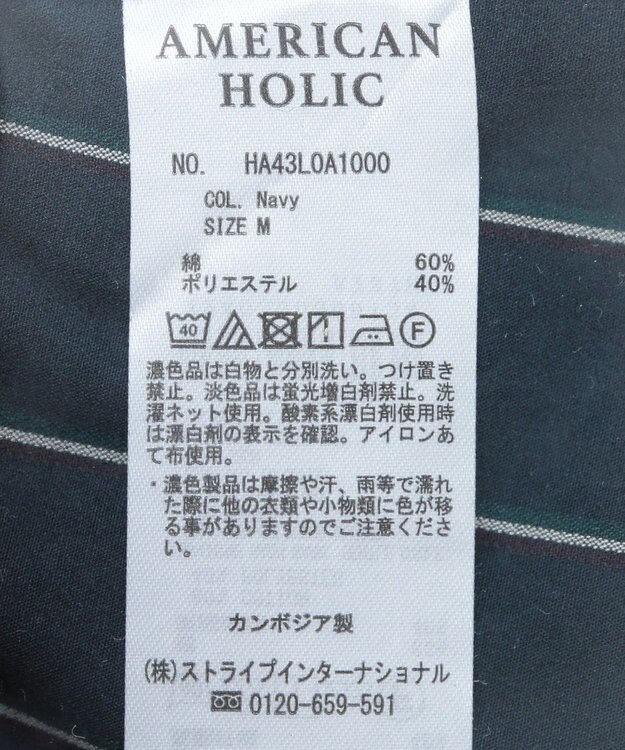 AMERICAN
HOLIC
NO. HA43L0A1000
COL. Navy
SIZE M
綿 60%
ポリエステル 40%
40 F
濃色品は白物と分別洗い。つけ置き
禁止。淡色品は蛍光増白剤禁止。洗
濯ネット使用。酸素系漂白剤使用時
は漂白剤の表示を確認。アイロンあ
て布使用。
・濃色製品は摩擦や汗、雨等で濡れ
た際に他の衣類や小物類に色が移
る事がありますのでご注意くださ
い。
カンボジア製
(株)ストライプインターナショナル
0120-659-591